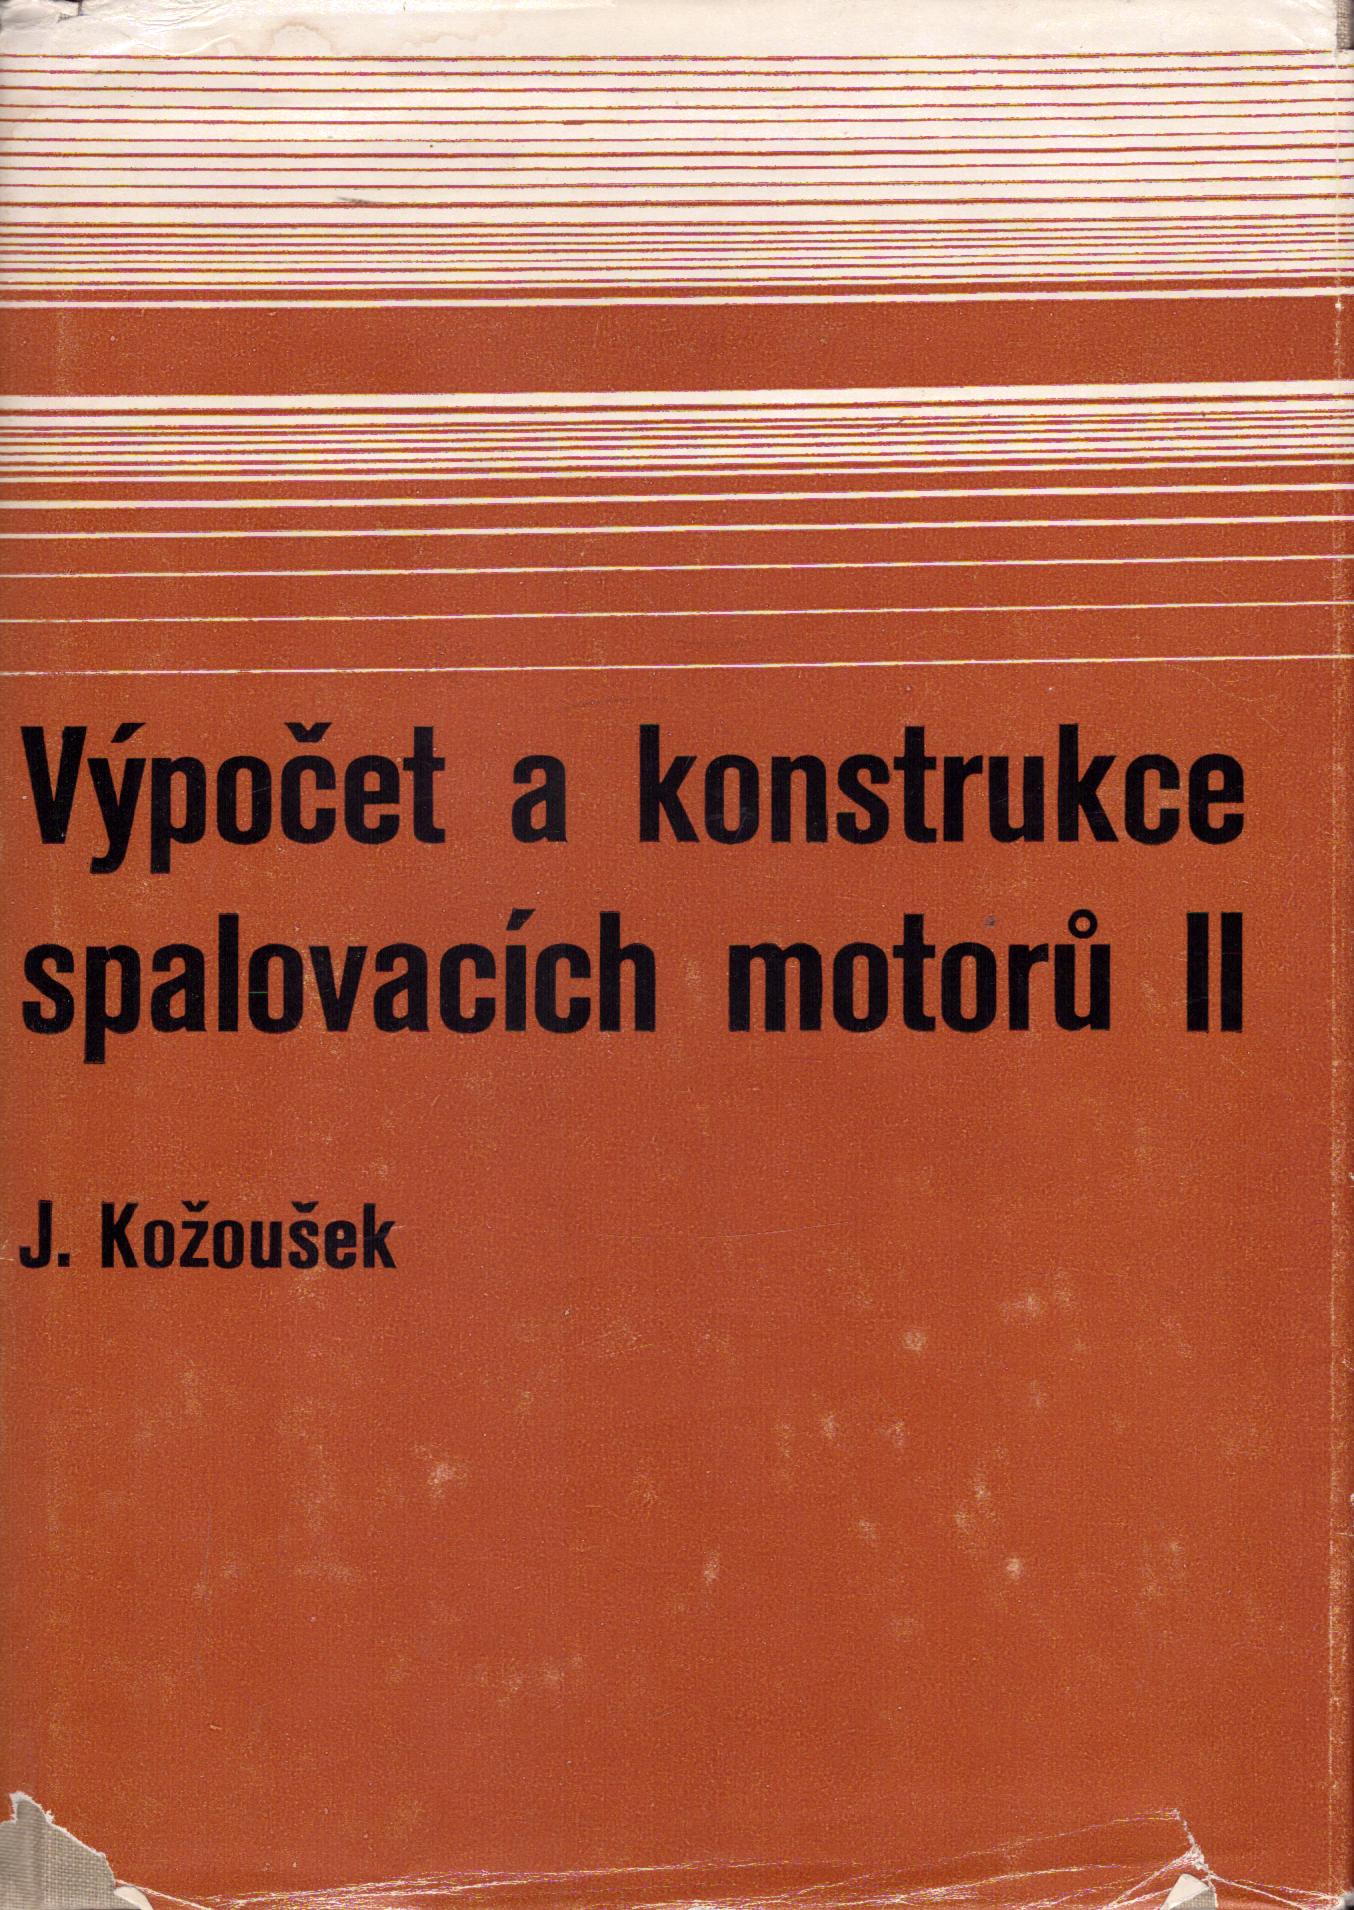 Výpočet a konstrukce
spalovacích motorů II
J. Kožoušek